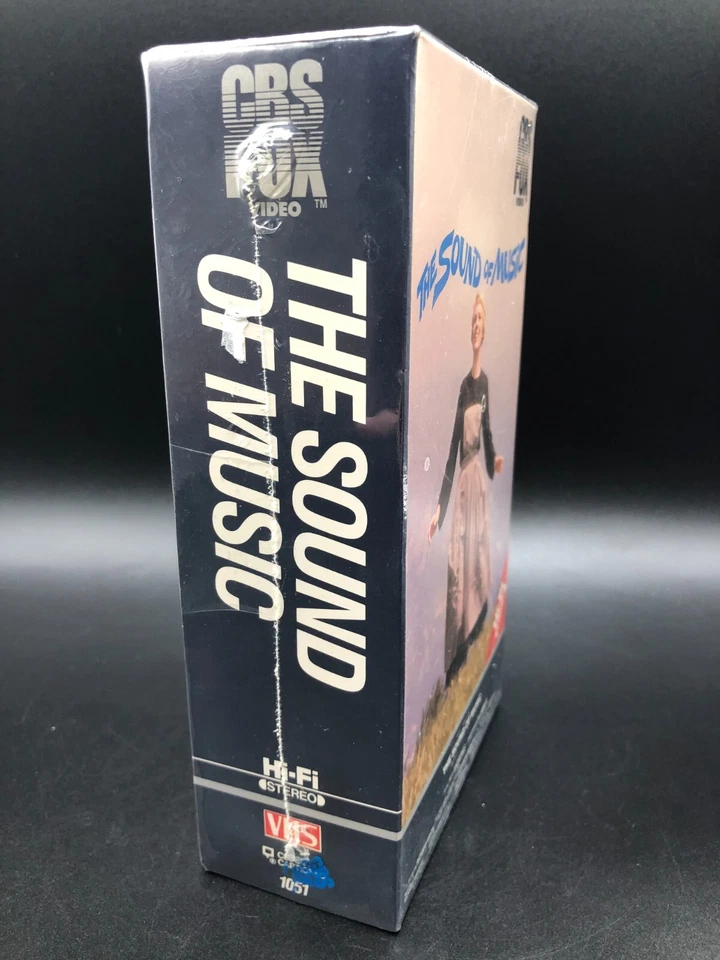 CBS
FOX
VIDEO TM
THE SOUND
OF MUSIC
Hi-Fi
STEREO
VHS
1051
CBS
FOX
THE SOUND OF MUSIC